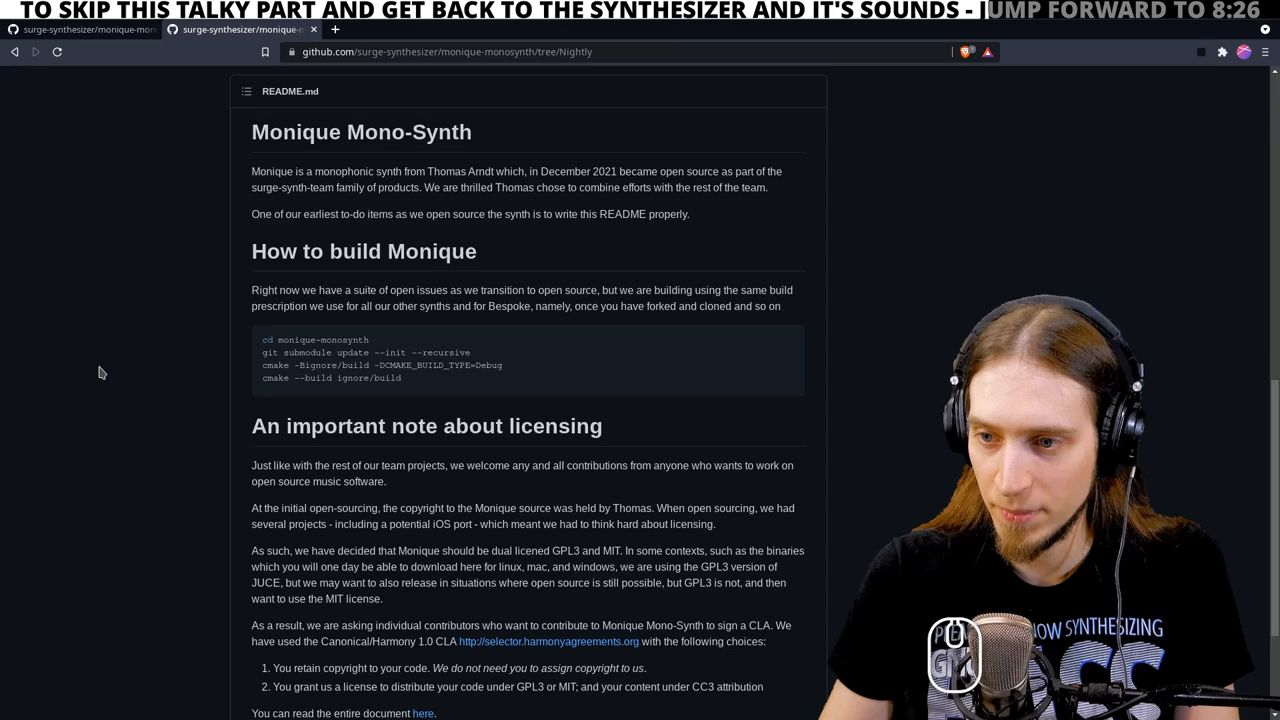 TO SKIP THIS TALKY PART AND GET BACK TO THE SYNTHESIZER AND IT'S SOUNDS - JUMP FORWARD TO 8:26
surge-synthesizer/monique-mon
surge-synthesizer/monique-m
github.com/surge-synthesizer/monique-monosynth/tree/Nightly
README.md
Monique Mono-Synth
Monique is a monophonic synth from Thomas Arndt which, in December 2021 became open source as part of the
surge-synth-team family of products. We are thrilled Thomas chose to combine efforts with the rest of the team.
One of our earliest to-do items as we open source the synth is to write this README properly.
How to build Monique
Right now we have a suite of open issues as we transition to open source, but we are building using the same build
prescription we use for all our other synths and for Bespoke, namely, once you have forked and cloned and so on
cd monique-monosynth
git submodule update --init --recursive
cmake -Bignore/build -DCMAKE_BUILD_TYPE=Debug
cmake --build ignore/build
An important note about licensing
Just like with the rest of our team projects, we welcome any and all contributions from anyone who wants to work on
open source music software.
At the initial open-sourcing, the copyright to the Monique source was held by Thomas. When open sourcing, we had
several projects - including a potential iOS port - which meant we had to think hard about licensing.
As such, we have decided that Monique should be dual licened GPL3 and MIT. In some contexts, such as the binaries
which you will one day be able to download here for linux, mac, and windows, we are using the GPL3 version of
JUCE, but we may want to also release in situations where open source is still possible, but GPL3 is not, and then
want to use the MIT license.
As a result, we are asking individual contributors who want to contribute to Monique Mono-Synth to sign a CLA. We
have used the Canonical/Harmony 1.0 CLA http://selector.harmonyagreements.org with the following choices:
1. You retain copyright to your code. We do not need you to assign copyright to us.
2. You grant us a license to distribute your code under GPL3 or MIT; and your content under CC3 attribution
You can read the entire document here.
NOW SYNTHESIZING